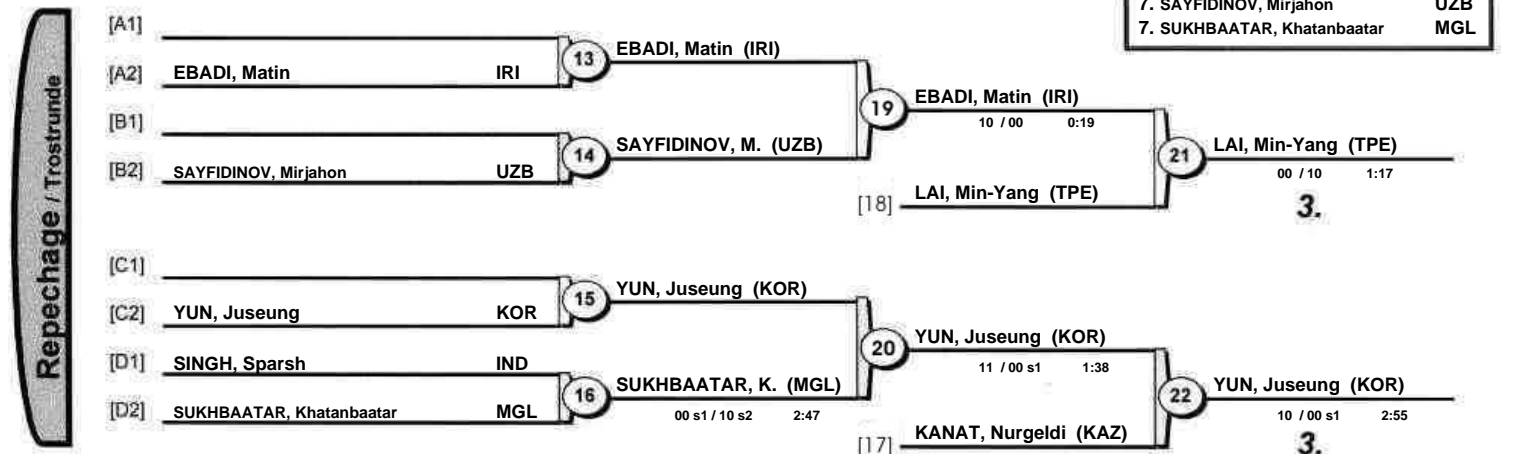 7. SAYFIDINOV, Mirjahon UZB
7. SUKHBAATAR, Khatanbaatar MGL
Repechage / Trostrunde
[A1]
[A2] EBADI, Matin IRI
13
EBADI, Matin (IRI)
[B1]
[B2] SAYFIDINOV, Mirjahon UZB
14
SAYFIDINOV, M. (UZB)
19
EBADI, Matin (IRI)
10 / 00 0:19
[18] LAI, Min-Yang (TPE)
21
LAI, Min-Yang (TPE)
00 / 10 1:17
3.
[C1]
[C2] YUN, Juseung KOR
15
YUN, Juseung (KOR)
[D1] SINGH, Sparsh IND
[D2] SUKHBAATAR, Khatanbaatar MGL
16
SUKHBAATAR, K. (MGL)
00 s1 / 10 s2 2:47
20
YUN, Juseung (KOR)
11 / 00 s1 1:38
[17] KANAT, Nurgeldi (KAZ)
22
YUN, Juseung (KOR)
10 / 00 s1 2:55
3.